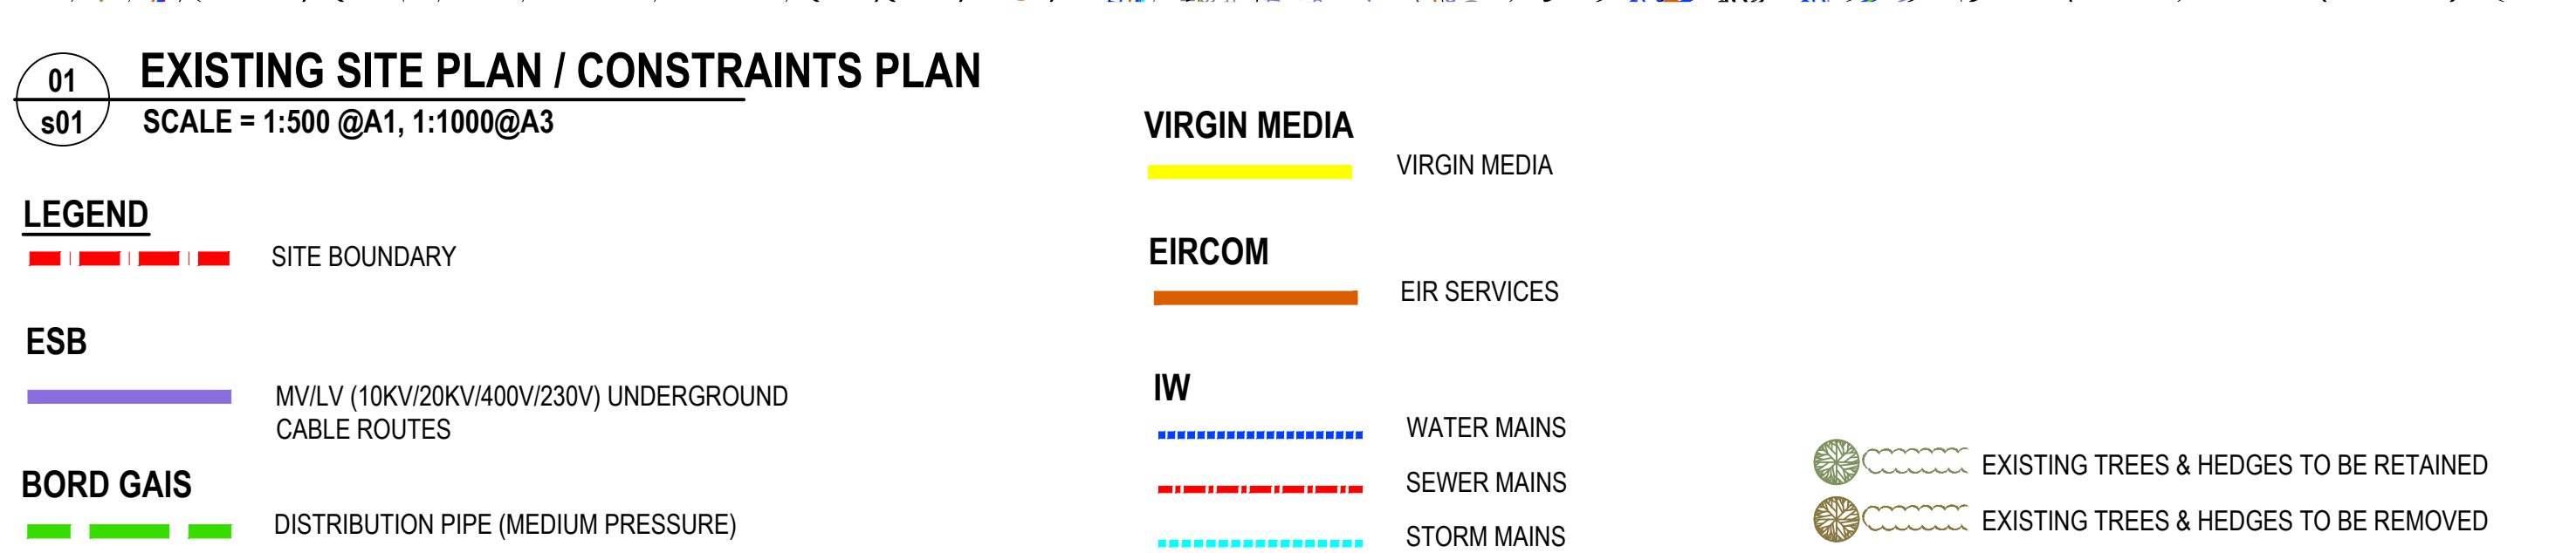 01
s01
EXISTING SITE PLAN / CONSTRAINTS PLAN
SCALE = 1:500 @A1, 1:1000@A3
LEGEND
SITE BOUNDARY
ESB
MV/LV (10KV/20KV/400V/230V) UNDERGROUND
CABLE ROUTES
BORD GAIS
DISTRIBUTION PIPE (MEDIUM PRESSURE)
VIRGIN MEDIA
VIRGIN MEDIA
EIRCOM
EIR SERVICES
IW
WATER MAINS
SEWER MAINS
STORM MAINS
EXISTING TREES & HEDGES TO BE RETAINED
EXISTING TREES & HEDGES TO BE REMOVED